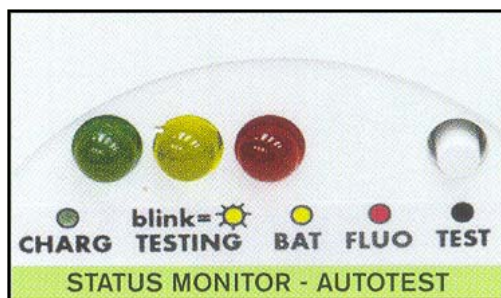 blink=
CHARG TESTING BAT FLUO TEST
STATUS MONITOR - AUTOTEST